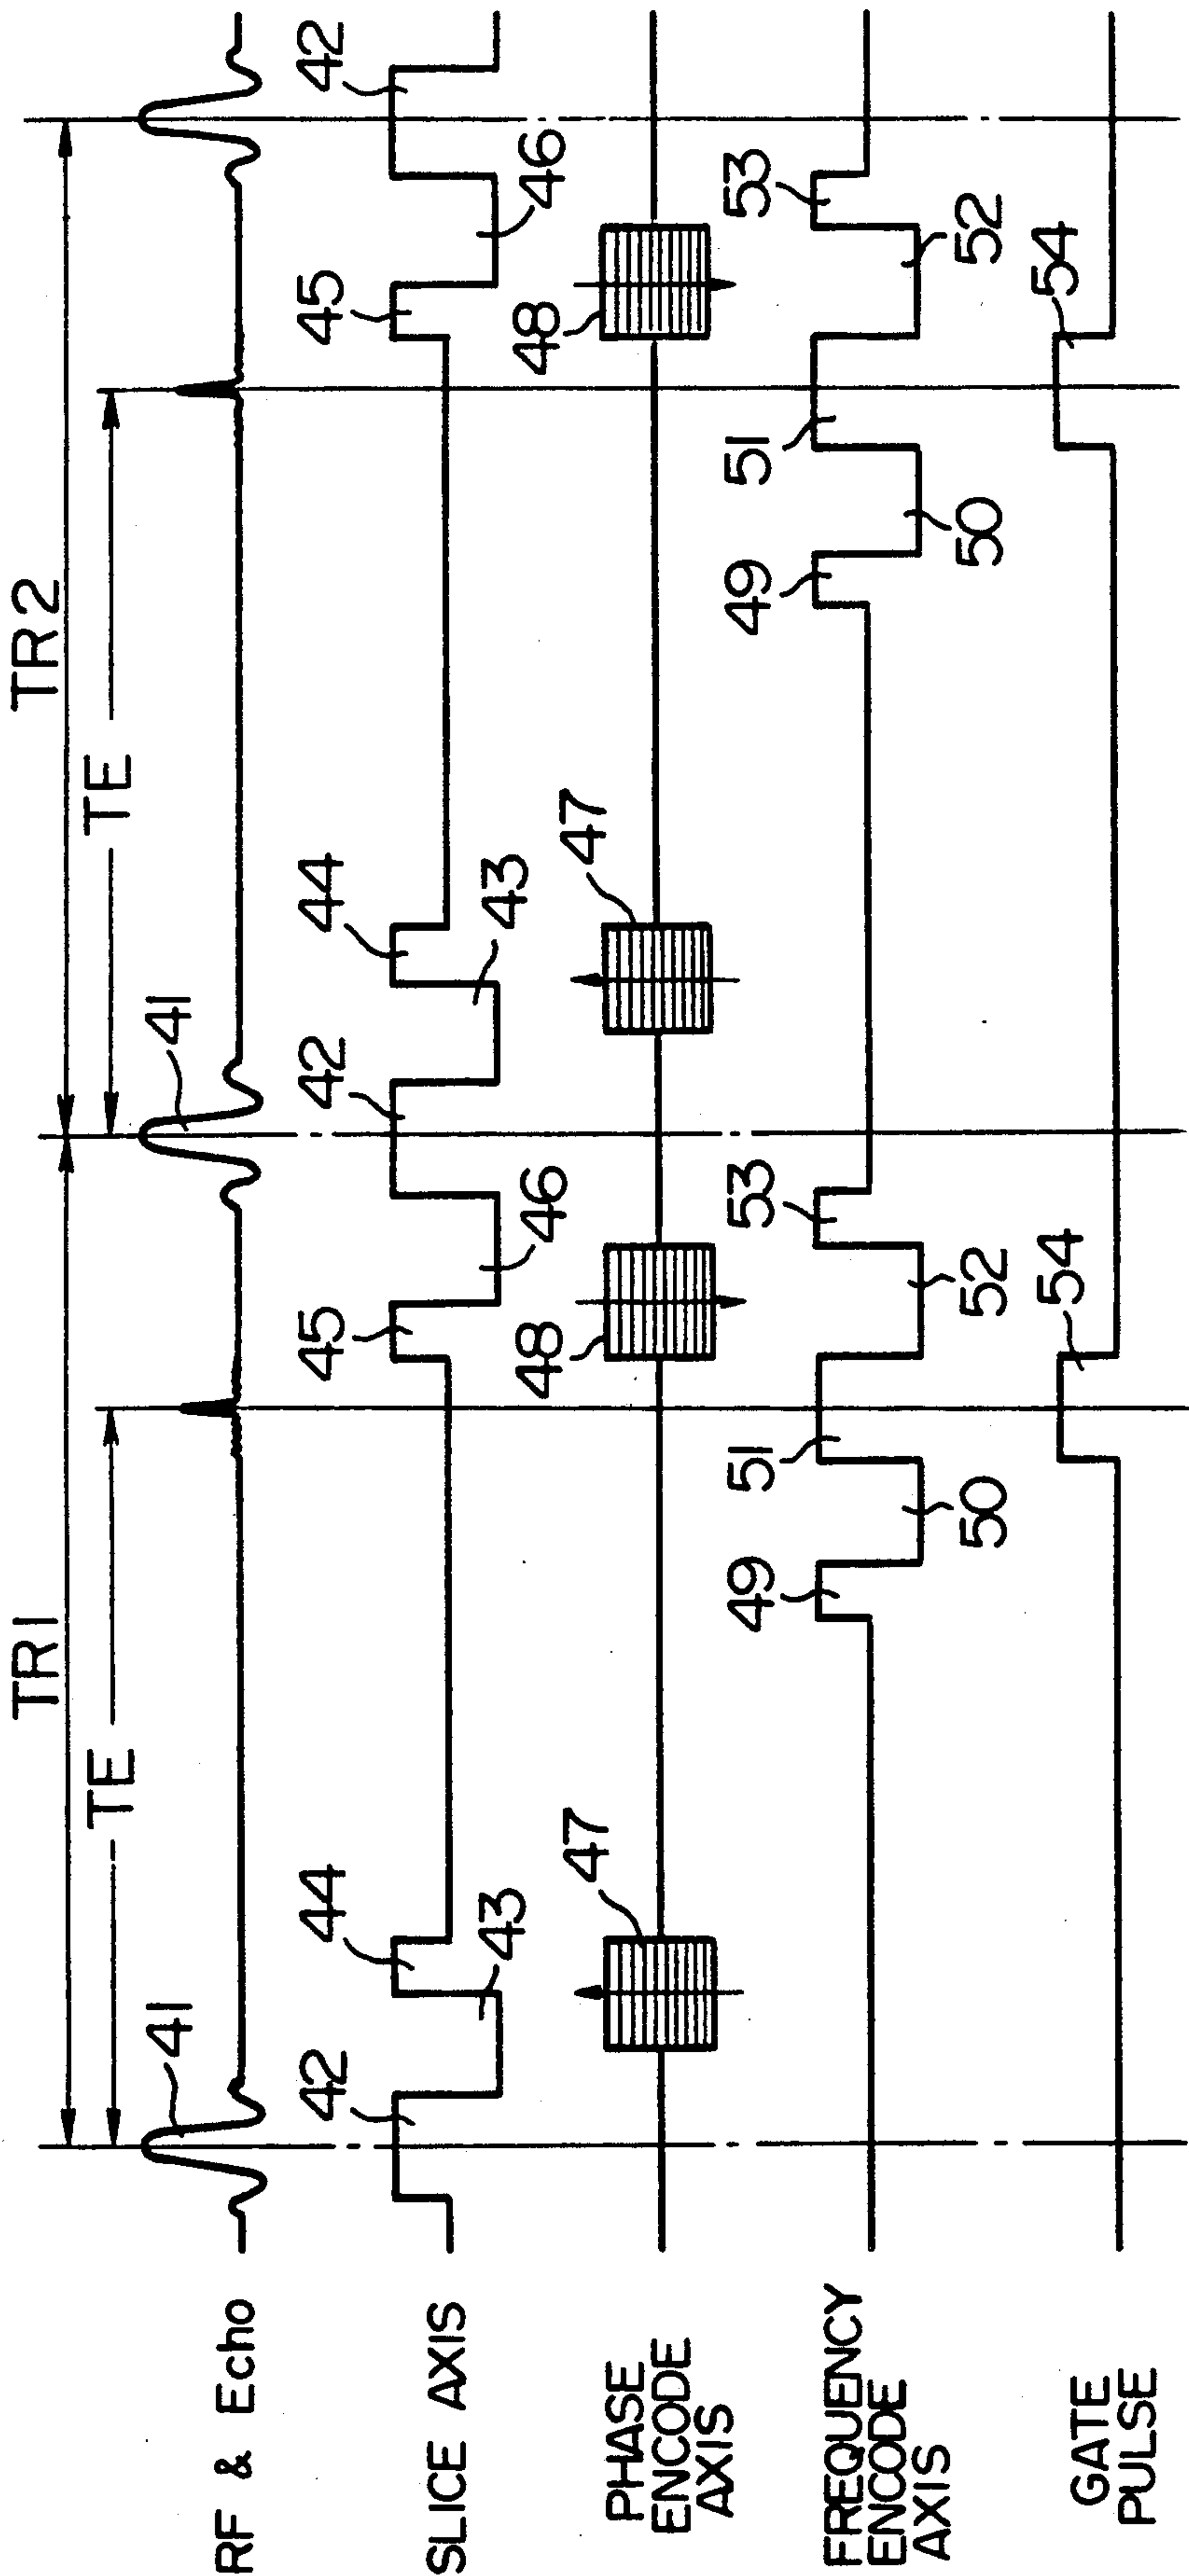 TR1
TR2
TE
TE
RF & Echo
41
41
SLICE AXIS
42
43
44
45
46
42
43
44
45
46
42
PHASE
ENCODE
AXIS
47
48
47
48
FREQUENCY
ENCODE
AXIS
49
50
51
52
53
49
50
51
52
53
GATE
PULSE
54
54